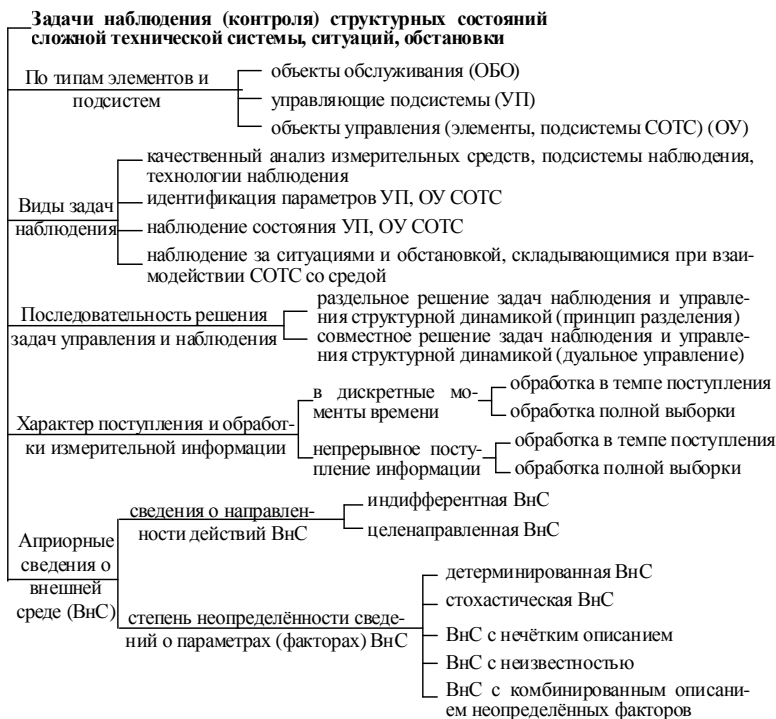 Задачи наблюдения (контроля) структурных состояний
сложной технической системы, ситуаций, обстановки
По типам элементов и
подсистем
объекты обслуживания (ОБО)
управляющие подсистемы (УП)
объекты управления (элементы, подсистемы СОТС) (ОУ)
Виды задач
наблюдения
качественный анализ измерительных средств, подсистемы наблюдения,
технологии наблюдения
идентификация параметров УП, ОУ СОТС
наблюдение состояния УП, ОУ СОТС
наблюдение за ситуациями и обстановкой, складывающимися при взаи-
модействии СОТС со средой
Последовательность решения
задач управления и наблюдения
раздельное решение задач наблюдения и управле-
ния структурной динамикой (принцип разделения)
совместное решение задач наблюдения и управле-
ния структурной динамикой (дуальное управление)
Характер поступления и обработ-
ки измерительной информации
в дискретные мо-
менты времени
обработка в темпе поступления
обработка полной выборки
непрерывное посту-
пление информации
обработка в темпе поступления
обработка полной выборки
Априорные
сведения о
внешней
среде (ВнС)
сведения о направлен-
ности действий ВнС
индифферентная ВнС
целенаправленная ВнС
степень неопределённости сведе-
ний о параметрах (факторах) ВнС
детерминированная ВнС
стохастическая ВнС
ВнС с нечётким описанием
ВнС с неизвестностью
ВнС с комбинированным описани-
ем неопределённых факторов